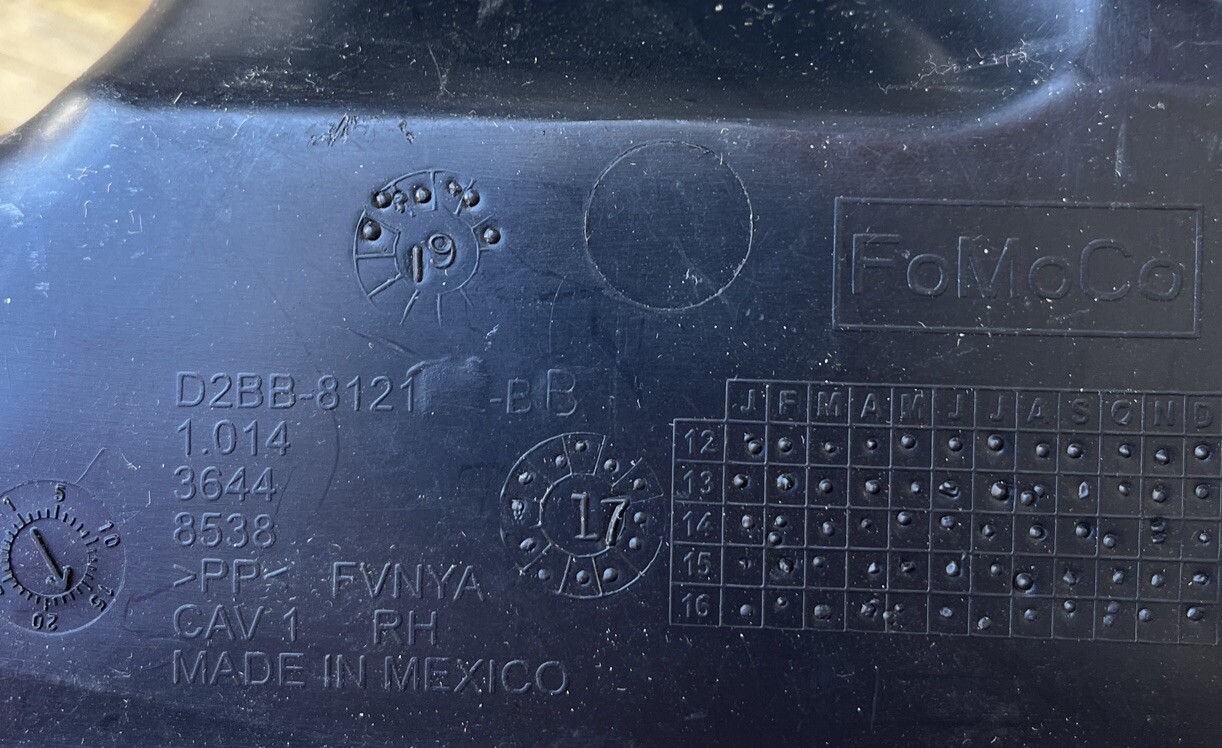 19
FoMoCo
D2BB-8121 -BB
1.014
3644
8538
>PP< FVNYA
CAV 1 RH
MADE IN MEXICO
5
10
15
20
17
J F M A M J J A S O N D
12
13
14
15
16